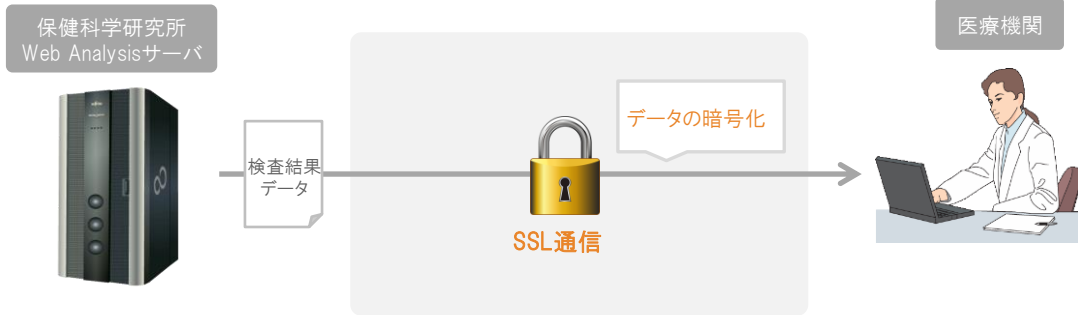 保健科学研究所
Web Analysisサーバ
医療機関
データの暗号化
検査結果
データ
SSL通信